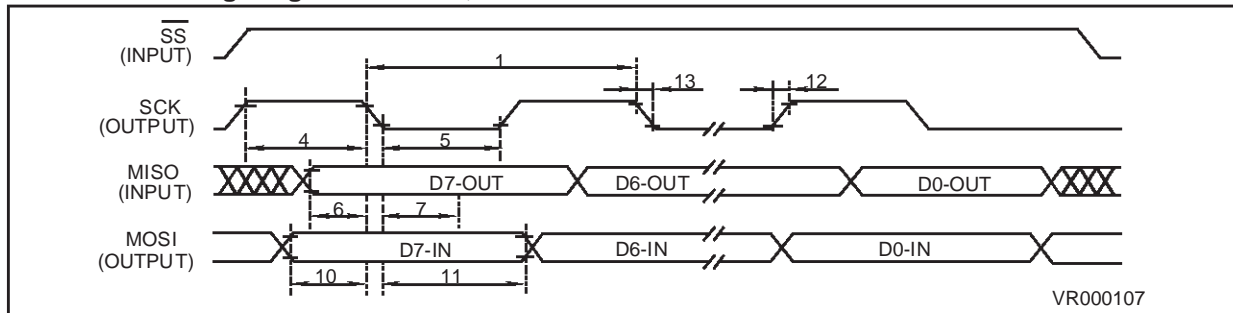 SS
(INPUT)
1
13
12
SCK
(OUTPUT)
4
5
MISO
(INPUT)
D7-OUT
D6-OUT
D0-OUT
6
7
MOSI
(OUTPUT)
D7-IN
D6-IN
D0-IN
10
11
VR000107